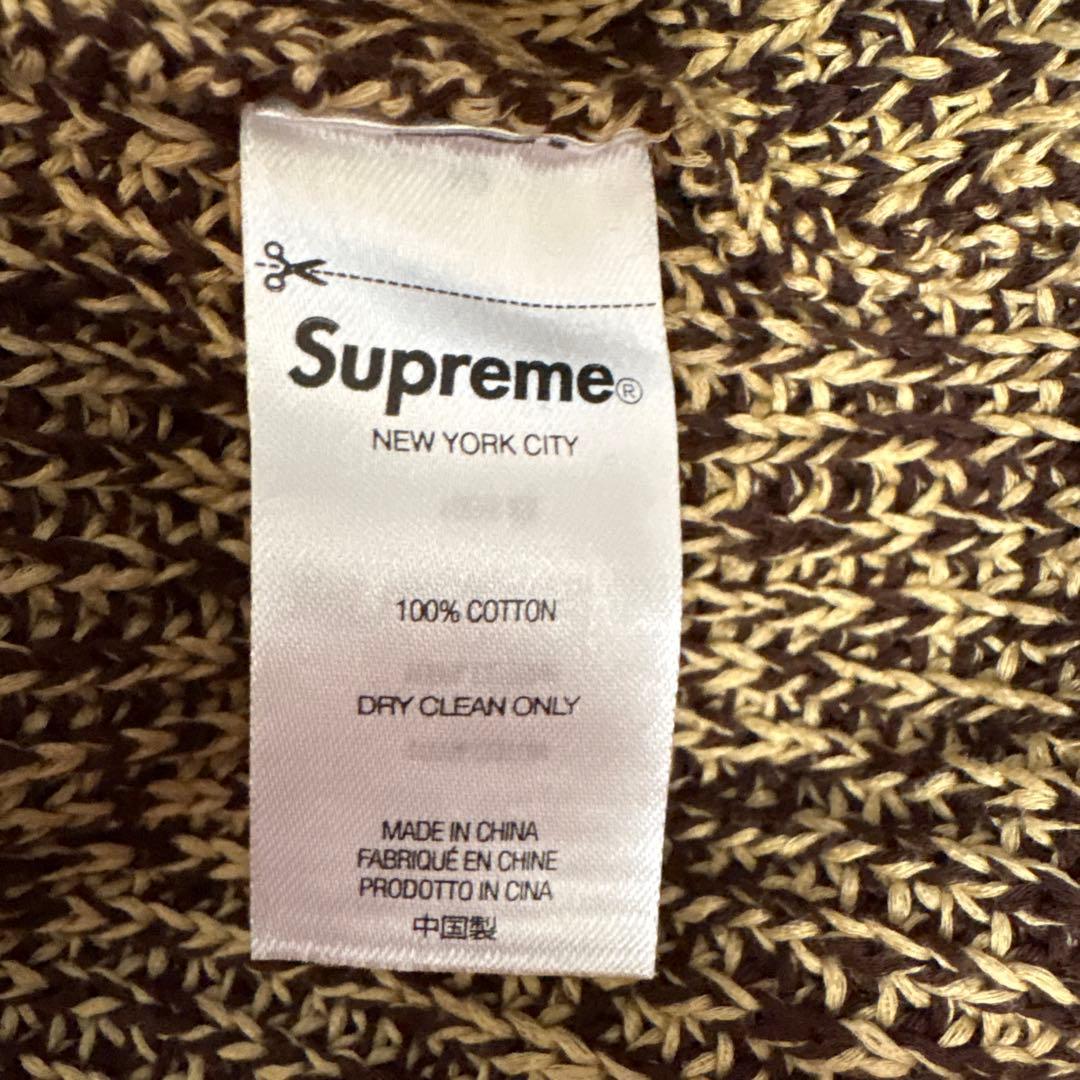 Supreme®
NEW YORK CITY
100% COTTON
DRY CLEAN ONLY
MADE IN CHINA
FABRIQUÉ EN CHINE
PRODOTTO IN CINA
中国製